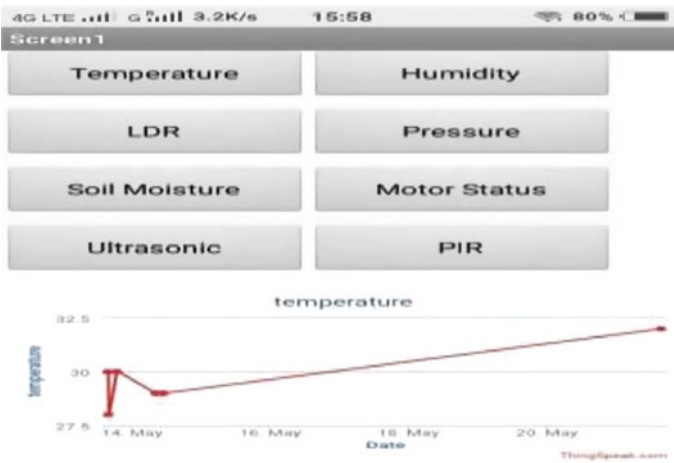 4G LTE G 3.2K/s 15:58 80%
Screen1
Temperature Humidity
LDR Pressure
Soil Moisture Motor Status
Ultrasonic PIR
temperature
32.5
temperature
30
27.5
14. May 16. May 18. May 20. May
Date
ThingSpeak.com